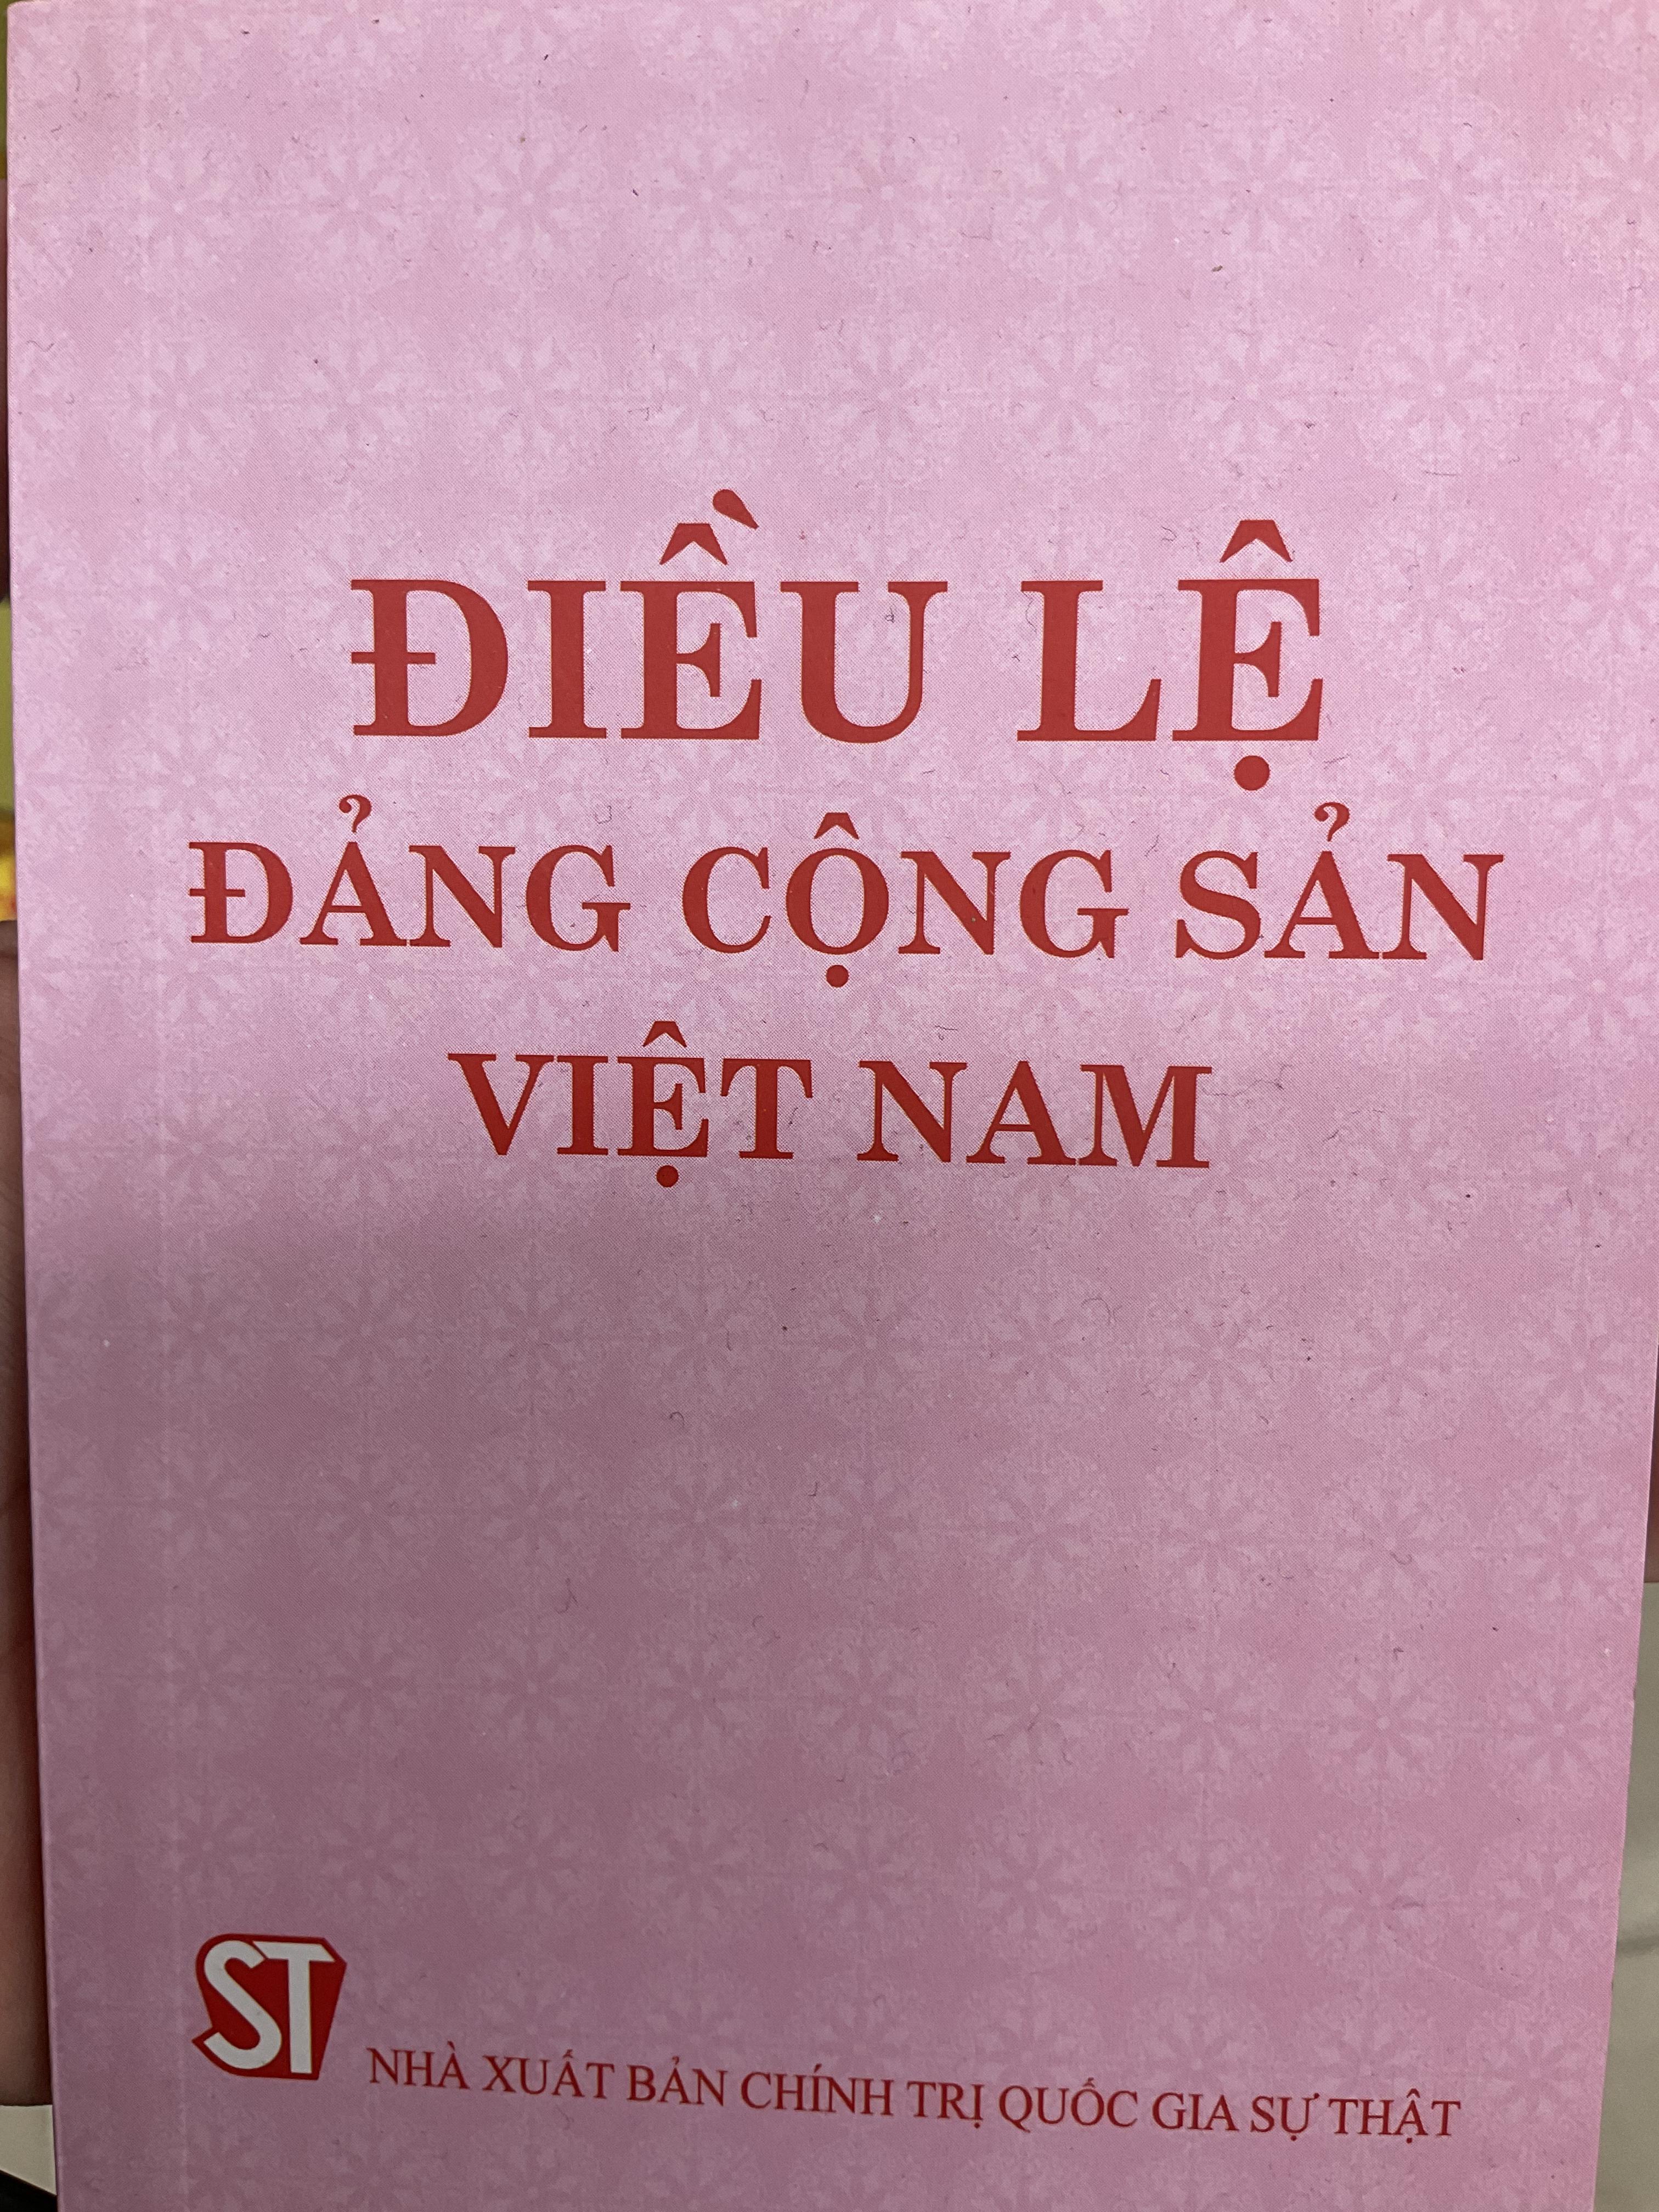 ĐIỀU LỆ
ĐẢNG CỘNG SẢN
VIỆT NAM
ST
NHÀ XUẤT BẢN CHÍNH TRỊ QUỐC GIA SỰ THẬT